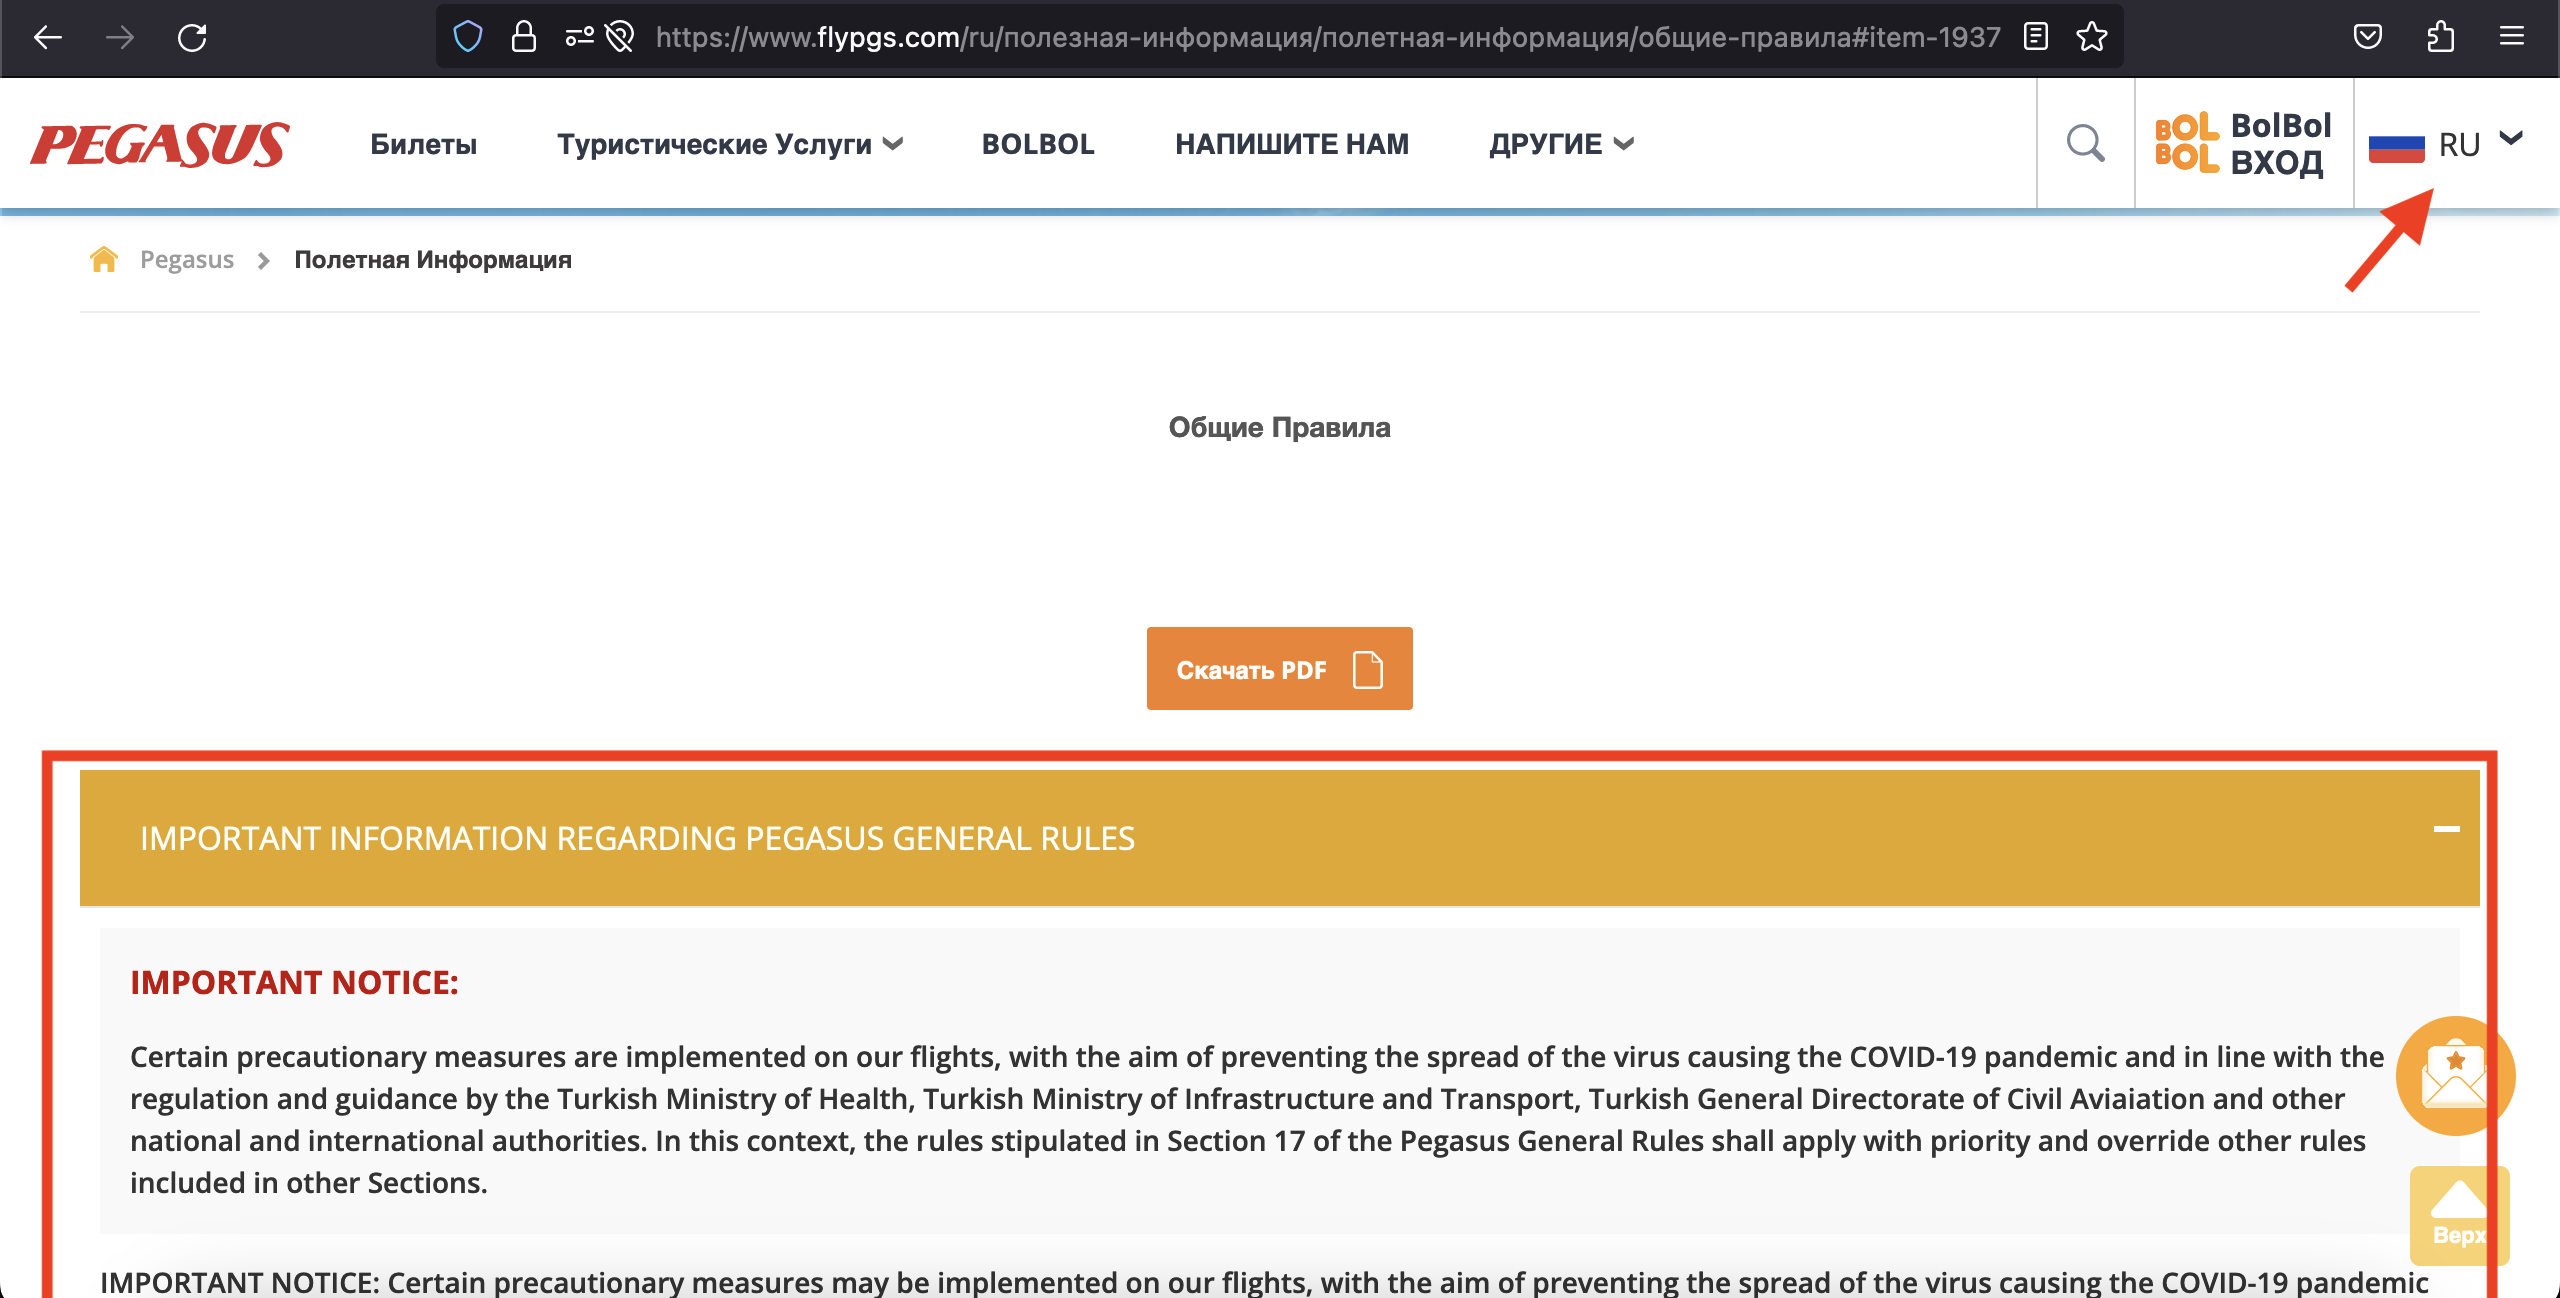 https://www.flypgs.com/ru/полезная-информация/полетная-информация/общие-правила#item-1937
PEGASUS
Билеты
Туристические Услуги
BOLBOL
НАПИШИТЕ НАМ
ДРУГИЕ
BOL
BOL
BolBol
ВХОД
RU
Pegasus
Полетная Информация
Общие Правила
Скачать PDF
IMPORTANT INFORMATION REGARDING PEGASUS GENERAL RULES
IMPORTANT NOTICE:
Certain precautionary measures are implemented on our flights, with the aim of preventing the spread of the virus causing the COVID-19 pandemic and in line with the
regulation and guidance by the Turkish Ministry of Health, Turkish Ministry of Infrastructure and Transport, Turkish General Directorate of Civil Aviaiation and other
national and international authorities. In this context, the rules stipulated in Section 17 of the Pegasus General Rules shall apply with priority and override other rules
included in other Sections.
Верх
IMPORTANT NOTICE: Certain precautionary measures may be implemented on our flights, with the aim of preventing the spread of the virus causing the COVID-19 pandemic